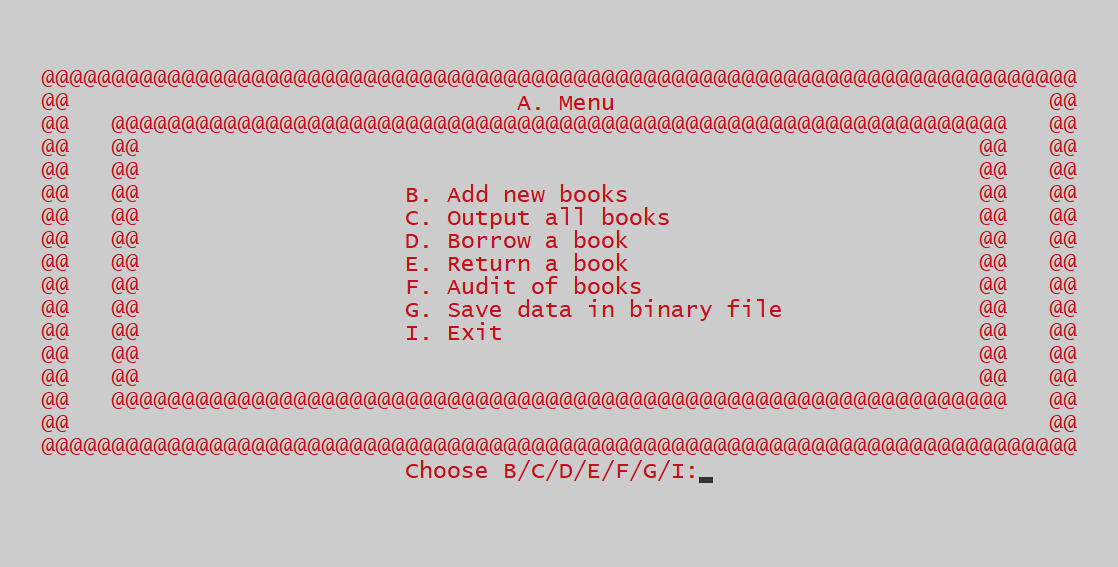 @@@@@@@@@@@@@@@@@@@@@@@@@@@@@@@@@@@@@@@@@@@@@@@@@@@@@@@@@@@@@@@@@@@@@@@@@@
@@                                A. Menu                               @@
@@   @@@@@@@@@@@@@@@@@@@@@@@@@@@@@@@@@@@@@@@@@@@@@@@@@@@@@@@@@@@@@@@@   @@
@@   @@                                                            @@   @@
@@   @@                                                            @@   @@
@@   @@                   B. Add new books                         @@   @@
@@   @@                   C. Output all books                      @@   @@
@@   @@                   D. Borrow a book                         @@   @@
@@   @@                   E. Return a book                         @@   @@
@@   @@                   F. Audit of books                        @@   @@
@@   @@                   G. Save data in binary file              @@   @@
@@   @@                   I. Exit                                  @@   @@
@@   @@                                                            @@   @@
@@   @@                                                            @@   @@
@@   @@@@@@@@@@@@@@@@@@@@@@@@@@@@@@@@@@@@@@@@@@@@@@@@@@@@@@@@@@@@@@@@   @@
@@                                                                      @@
@@@@@@@@@@@@@@@@@@@@@@@@@@@@@@@@@@@@@@@@@@@@@@@@@@@@@@@@@@@@@@@@@@@@@@@@@@
Choose B/C/D/E/F/G/I: